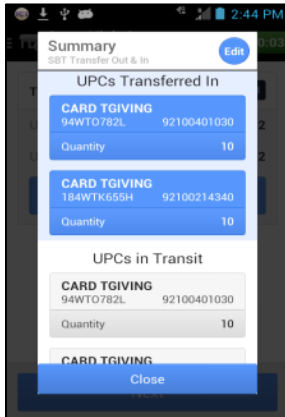 2:44 PM
Summary
Edit
SBT Transfer Out & In
UPCs Transferred In
CARD TGIVING
94WTO782L 92100401030
Quantity 10
CARD TGIVING
184WTK655H 92100214340
Quantity 10
UPCs in Transit
CARD TGIVING
94WTO782L 92100401030
Quantity 10
CARD TGIVING
Close
NEXT